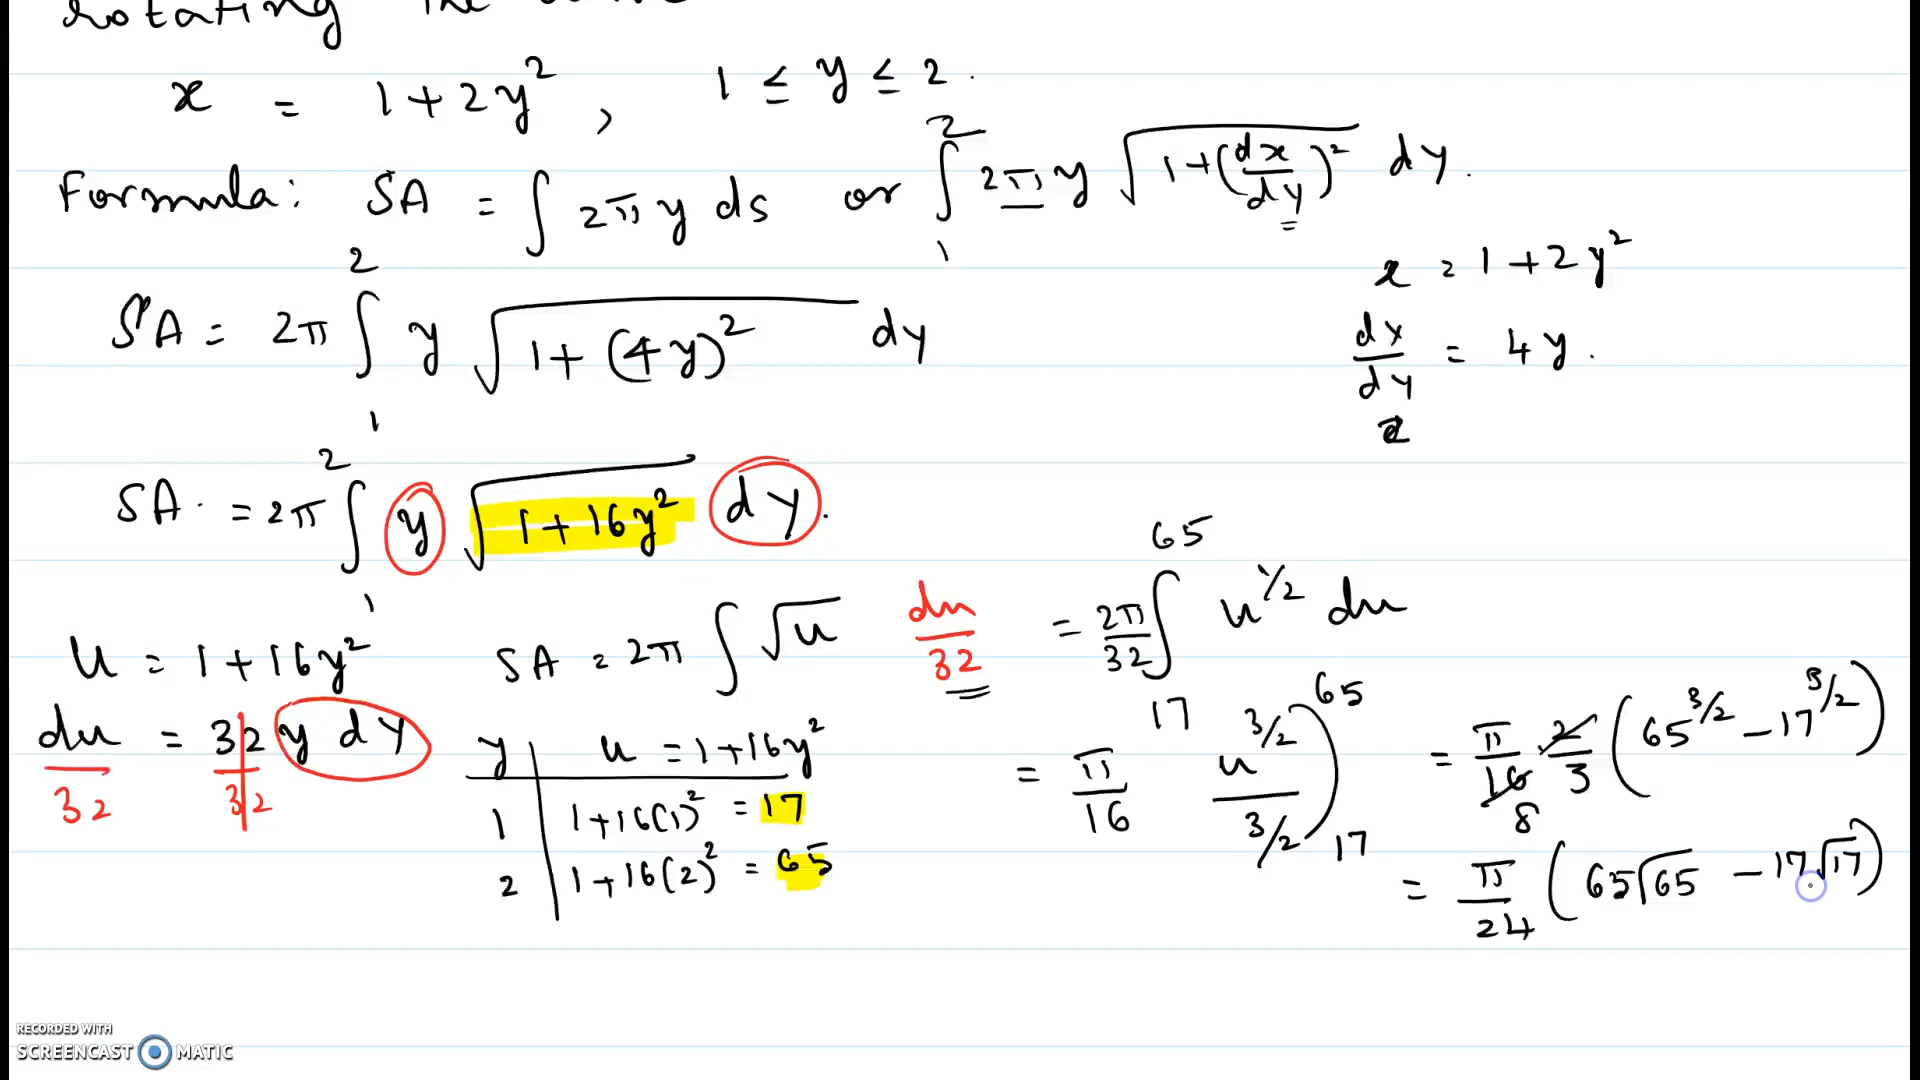 rotating the curve
x = 1 + 2y², 1 ≤ y ≤ 2.
Formula: SA = ∫ 2π y ds or ∫₁² 2π y √(1+(dx/dy)²) dy.
x = 1 + 2y²
dx/dy = 4y.
SA = 2π ∫₁² y √(1+(4y)²) dy
SA. = 2π ∫₁² y √(1+16y²) dy.
u = 1+16y²
du/32 = 32/32 y dy
SA = 2π ∫ √u du/32
= 2π/32 ∫₁₇⁶⁵ u^1/2 du
y | u = 1+16y²
1 | 1+16(1)² = 17
2 | 1+16(2)² = 65
= π/16 u^3/2 / 3/2 )₁₇⁶⁵
= π/16 8 2/3 (65^3/2 − 17^3/2)
= π/24 (65√65 − 17√17)
RECORDED WITH
SCREENCAST MATIC